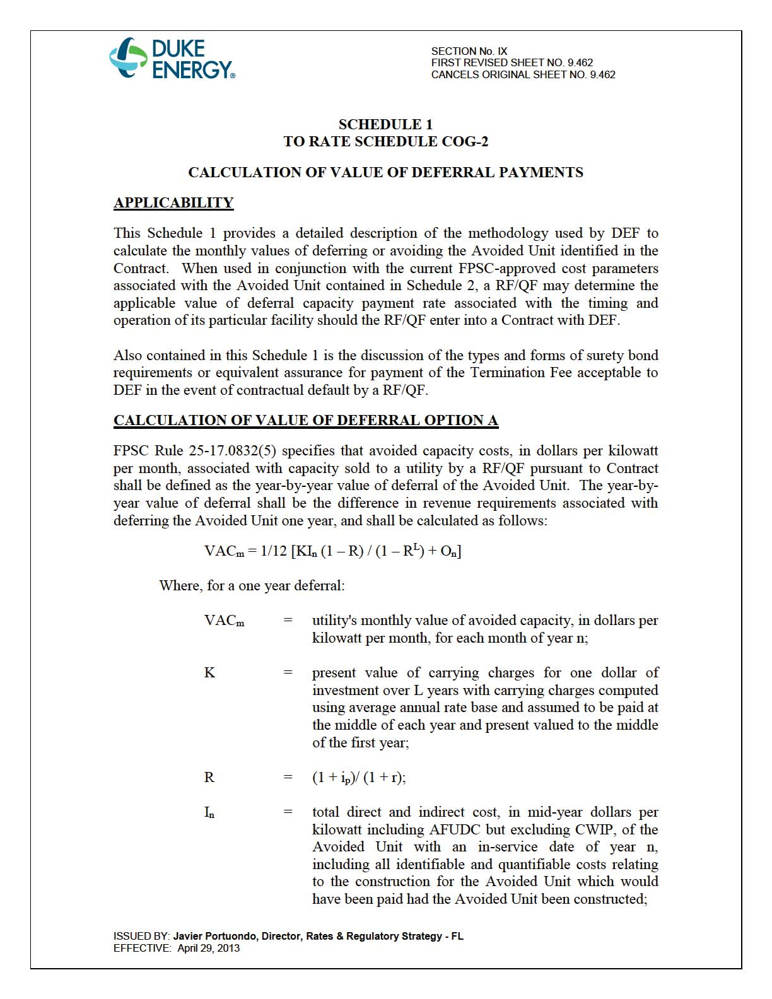 DUKE
ENERGY®
SECTION No. IX
FIRST REVISED SHEET NO. 9.462
CANCELS ORIGINAL SHEET NO. 9.462
SCHEDULE 1
TO RATE SCHEDULE COG-2
CALCULATION OF VALUE OF DEFERRAL PAYMENTS
APPLICABILITY
This Schedule 1 provides a detailed description of the methodology used by DEF to
calculate the monthly values of deferring or avoiding the Avoided Unit identified in the
Contract. When used in conjunction with the current FPSC-approved cost parameters
associated with the Avoided Unit contained in Schedule 2, a RF/QF may determine the
applicable value of deferral capacity payment rate associated with the timing and
operation of its particular facility should the RF/QF enter into a Contract with DEF.
Also contained in this Schedule 1 is the discussion of the types and forms of surety bond
requirements or equivalent assurance for payment of the Termination Fee acceptable to
DEF in the event of contractual default by a RF/QF.
CALCULATION OF VALUE OF DEFERRAL OPTION A
FPSC Rule 25-17.0832(5) specifies that avoided capacity costs, in dollars per kilowatt
per month, associated with capacity sold to a utility by a RF/QF pursuant to Contract
shall be defined as the year-by-year value of deferral of the Avoided Unit. The year-by-
year value of deferral shall be the difference in revenue requirements associated with
deferring the Avoided Unit one year, and shall be calculated as follows:
VACₘ = 1/12 [KIₙ (1 – R) / (1 – Rᴸ) + Oₙ]
Where, for a one year deferral:
VACₘ = utility's monthly value of avoided capacity, in dollars per
kilowatt per month, for each month of year n;
K = present value of carrying charges for one dollar of
investment over L years with carrying charges computed
using average annual rate base and assumed to be paid at
the middle of each year and present valued to the middle
of the first year;
R = (1 + iₚ)/ (1 + r);
Iₙ = total direct and indirect cost, in mid-year dollars per
kilowatt including AFUDC but excluding CWIP, of the
Avoided Unit with an in-service date of year n,
including all identifiable and quantifiable costs relating
to the construction for the Avoided Unit which would
have been paid had the Avoided Unit been constructed;
ISSUED BY: Javier Portuondo, Director, Rates & Regulatory Strategy - FL
EFFECTIVE: April 29, 2013